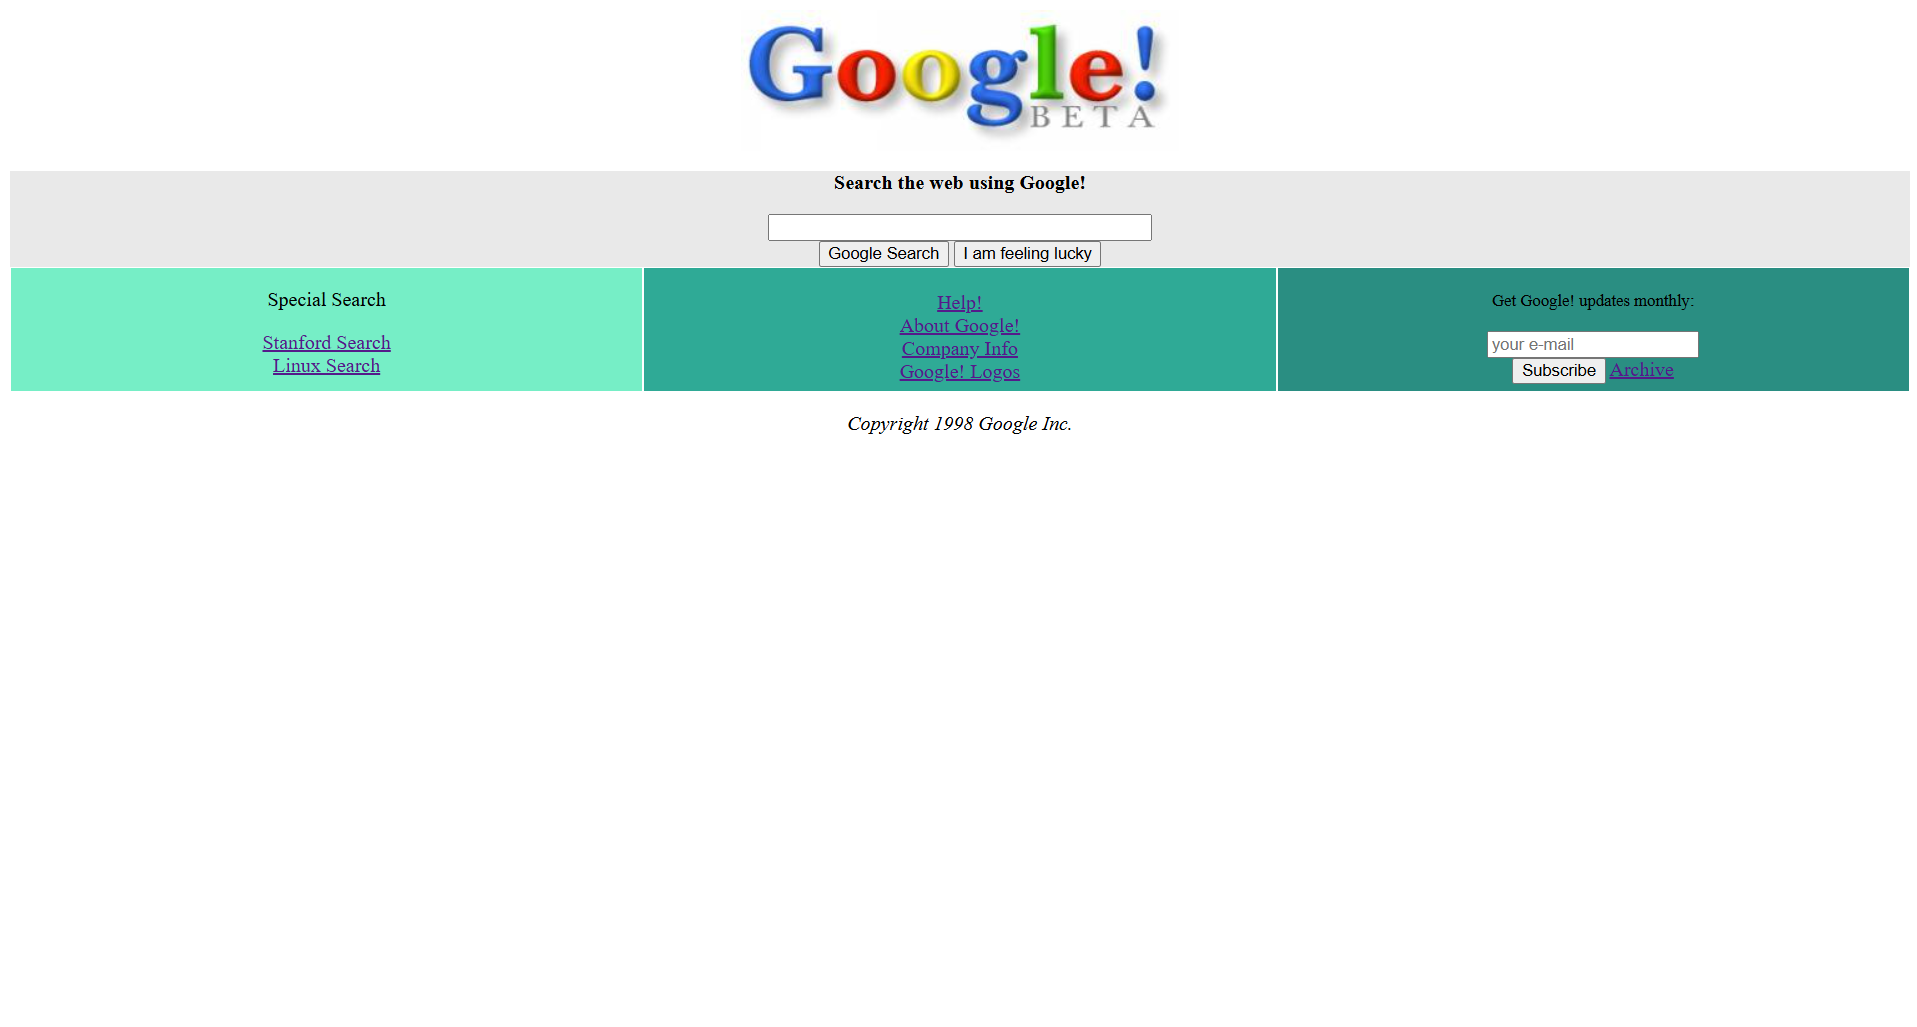 Google!
BETA
Search the web using Google!
Google Search I am feeling lucky
Special Search
Stanford Search
Linux Search
Help!
About Google!
Company Info
Google! Logos
Get Google! updates monthly:
your e-mail
Subscribe Archive
Copyright 1998 Google Inc.